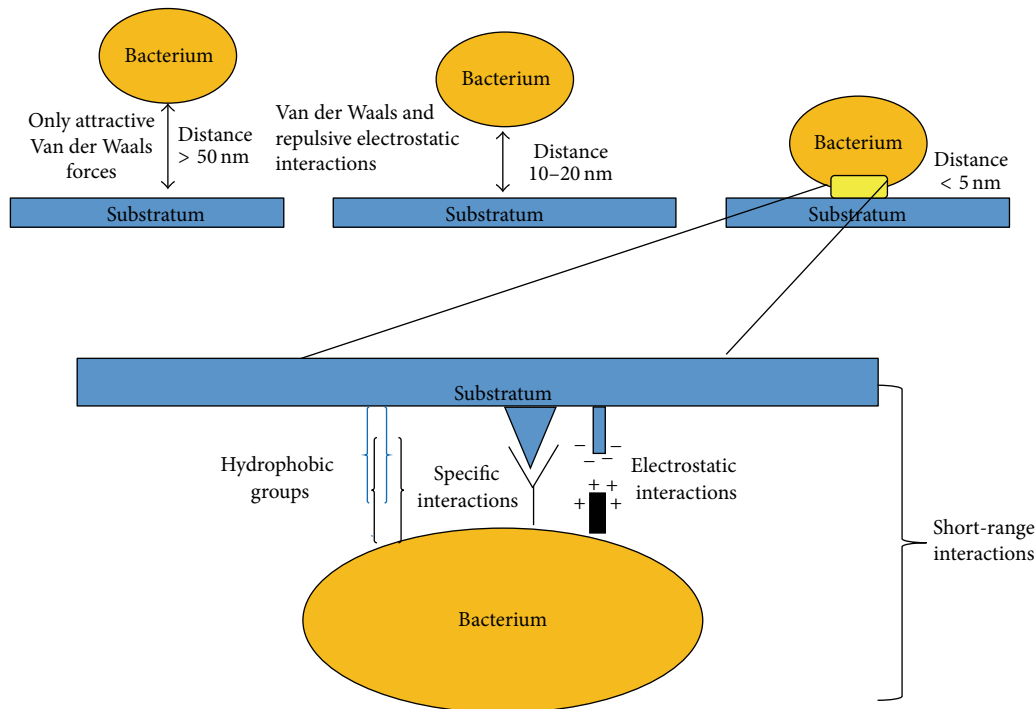 Bacterium
Only attractive
Van der Waals
forces
Distance
> 50 nm
Substratum
Bacterium
Van der Waals and
repulsive electrostatic
interactions
Distance
10–20 nm
Substratum
Bacterium
Distance
< 5 nm
Substratum
Substratum
Hydrophobic
groups
Specific
interactions
− − − −
+ + + +
Electrostatic
interactions
Short-range
interactions
Bacterium